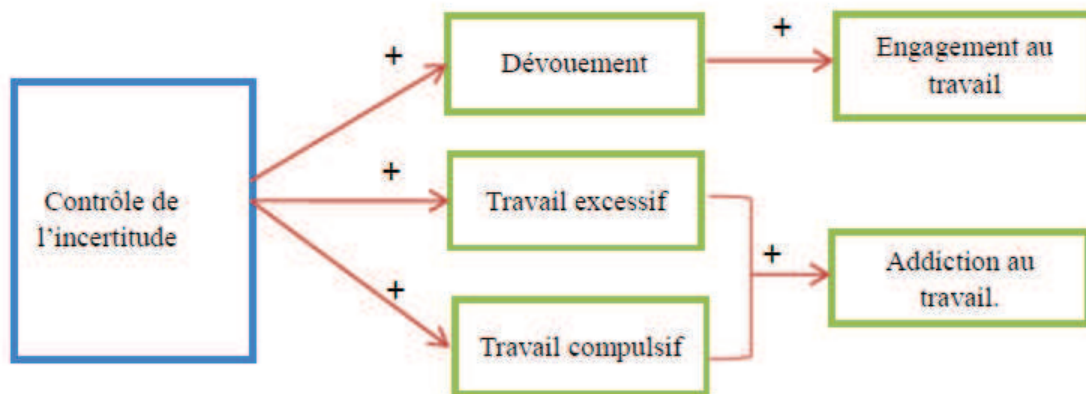 +
+
Dévouement
Engagement au
travail
Contrôle de
l’incertitude
+
Travail excessif
+
Addiction au
travail.
+
Travail compulsif